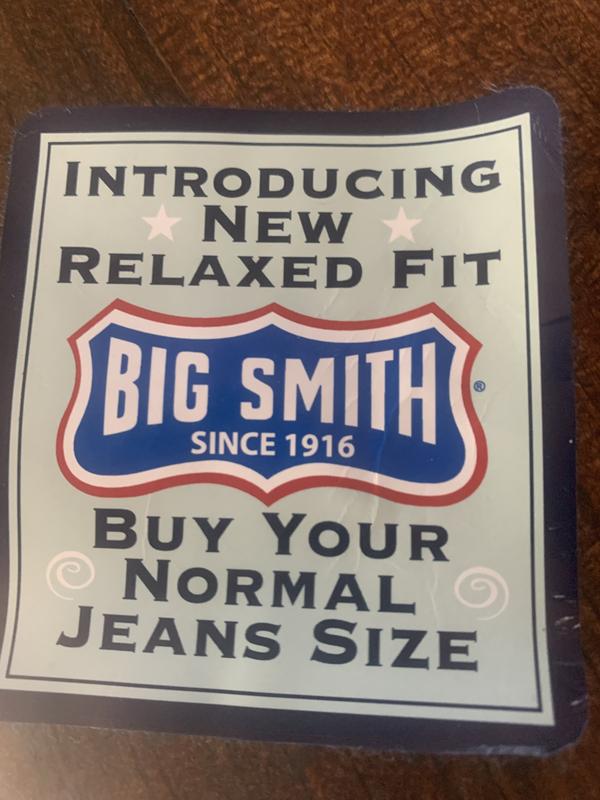 INTRODUCING
NEW
RELAXED FIT
BIG SMITH®
SINCE 1916
BUY YOUR
NORMAL
JEANS SIZE